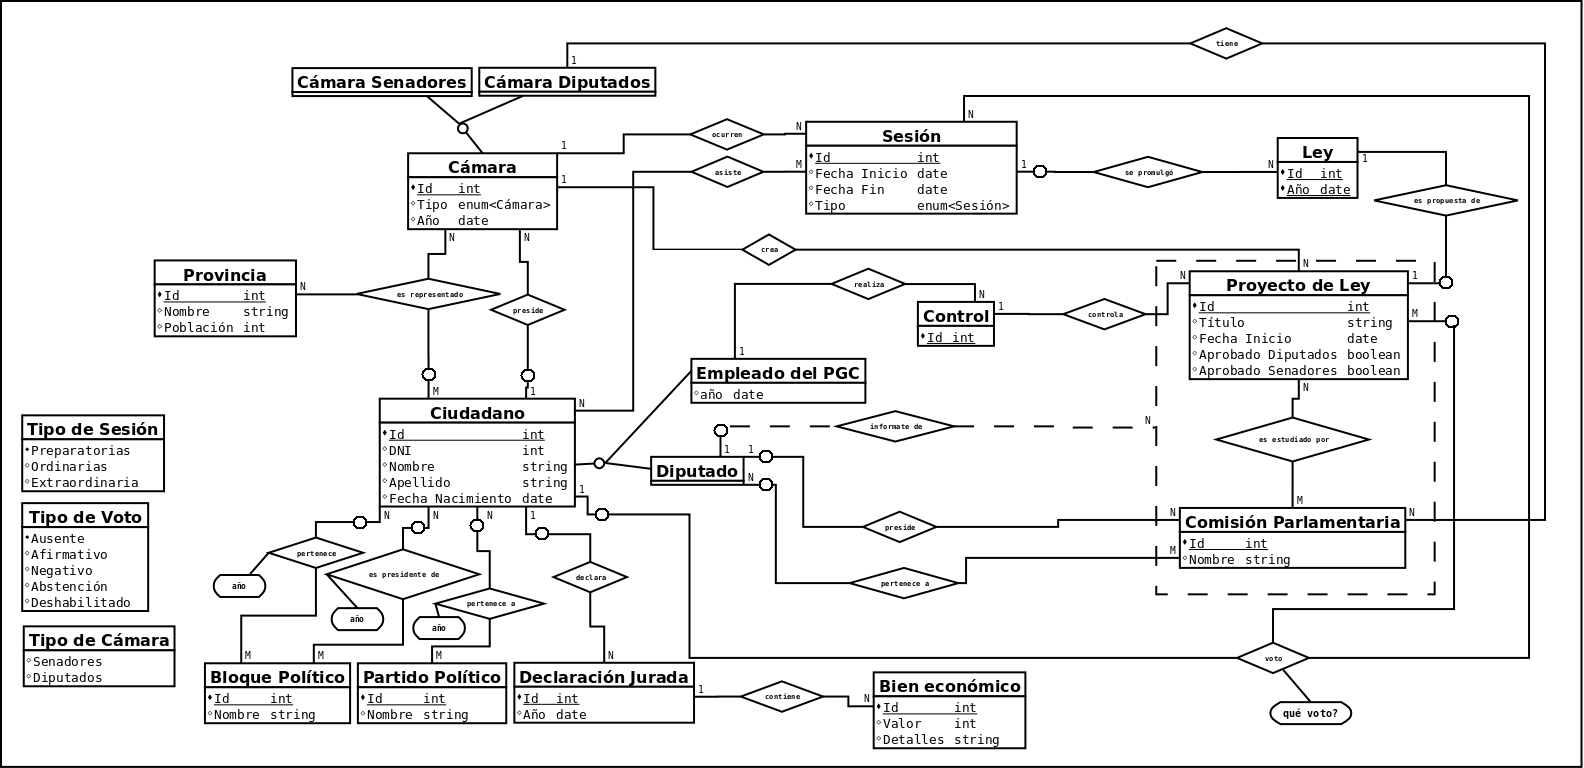 tiene
1
Cámara Senadores
Cámara Diputados
N
ocurren
N
1
Sesión
Id int
Fecha Inicio date
Fecha Fin date
Tipo enum<Sesión>
asiste
M
1
se promulgó
N
Ley
Id int
Año date
1
es propuesta de
Cámara
Id int
Tipo enum<Cámara>
Año date
1
N
N
crea
N
Provincia
Id int
Nombre string
Población int
N
es representado
preside
realiza
N
1
Control
Id int
1
controla
N
Proyecto de Ley
Id int
Título string
Fecha Inicio date
Aprobado Diputados boolean
Aprobado Senadores boolean
1
M
N
Empleado del PGC
año date
M
1
N
Ciudadano
Id int
DNI int
Nombre string
Apellido string
Fecha Nacimiento date
1
N
N
N
1
informate de
N
1
1
N
Diputado
es estudiado por
M
Tipo de Sesión
Preparatorias
Ordinarias
Extraordinaria
Tipo de Voto
Ausente
Afirmativo
Negativo
Abstención
Deshabilitado
Tipo de Cámara
Senadores
Diputados
preside
N
Comisión Parlamentaria
Id int
Nombre string
N
M
pertenece a
pertenece
año
es presidente de
año
pertenece a
año
declara
M
M
M
N
Bloque Político
Id int
Nombre string
Partido Político
Id int
Nombre string
Declaración Jurada
Id int
Año date
1
contiene
N
Bien económico
Id int
Valor int
Detalles string
voto
qué voto?